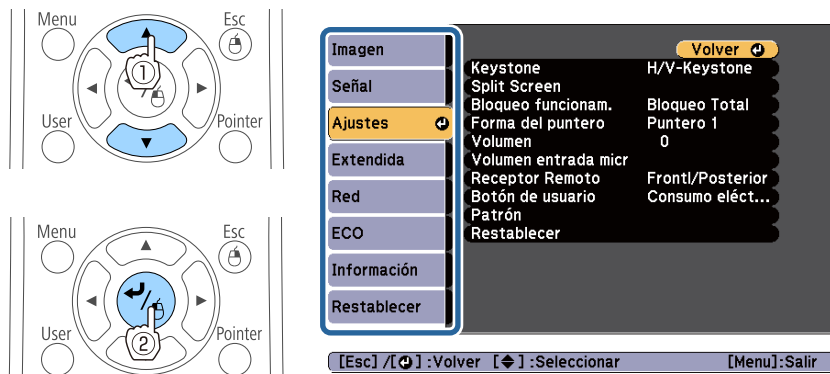 Menu Esc
1
User Pointer
Menu Esc
User Pointer
2
Imagen
Señal
Ajustes
Extendida
Red
ECO
Información
Restablecer
Volver
Keystone H/V-Keystone
Split Screen
Bloqueo funcionam. Bloqueo Total
Forma del puntero Puntero 1
Volumen 0
Volumen entrada micr
Receptor Remoto Frontl/Posterior
Botón de usuario Consumo eléct...
Patrón
Restablecer
[Esc] /[⏎] :Volver [◆] :Seleccionar [Menu]:Salir